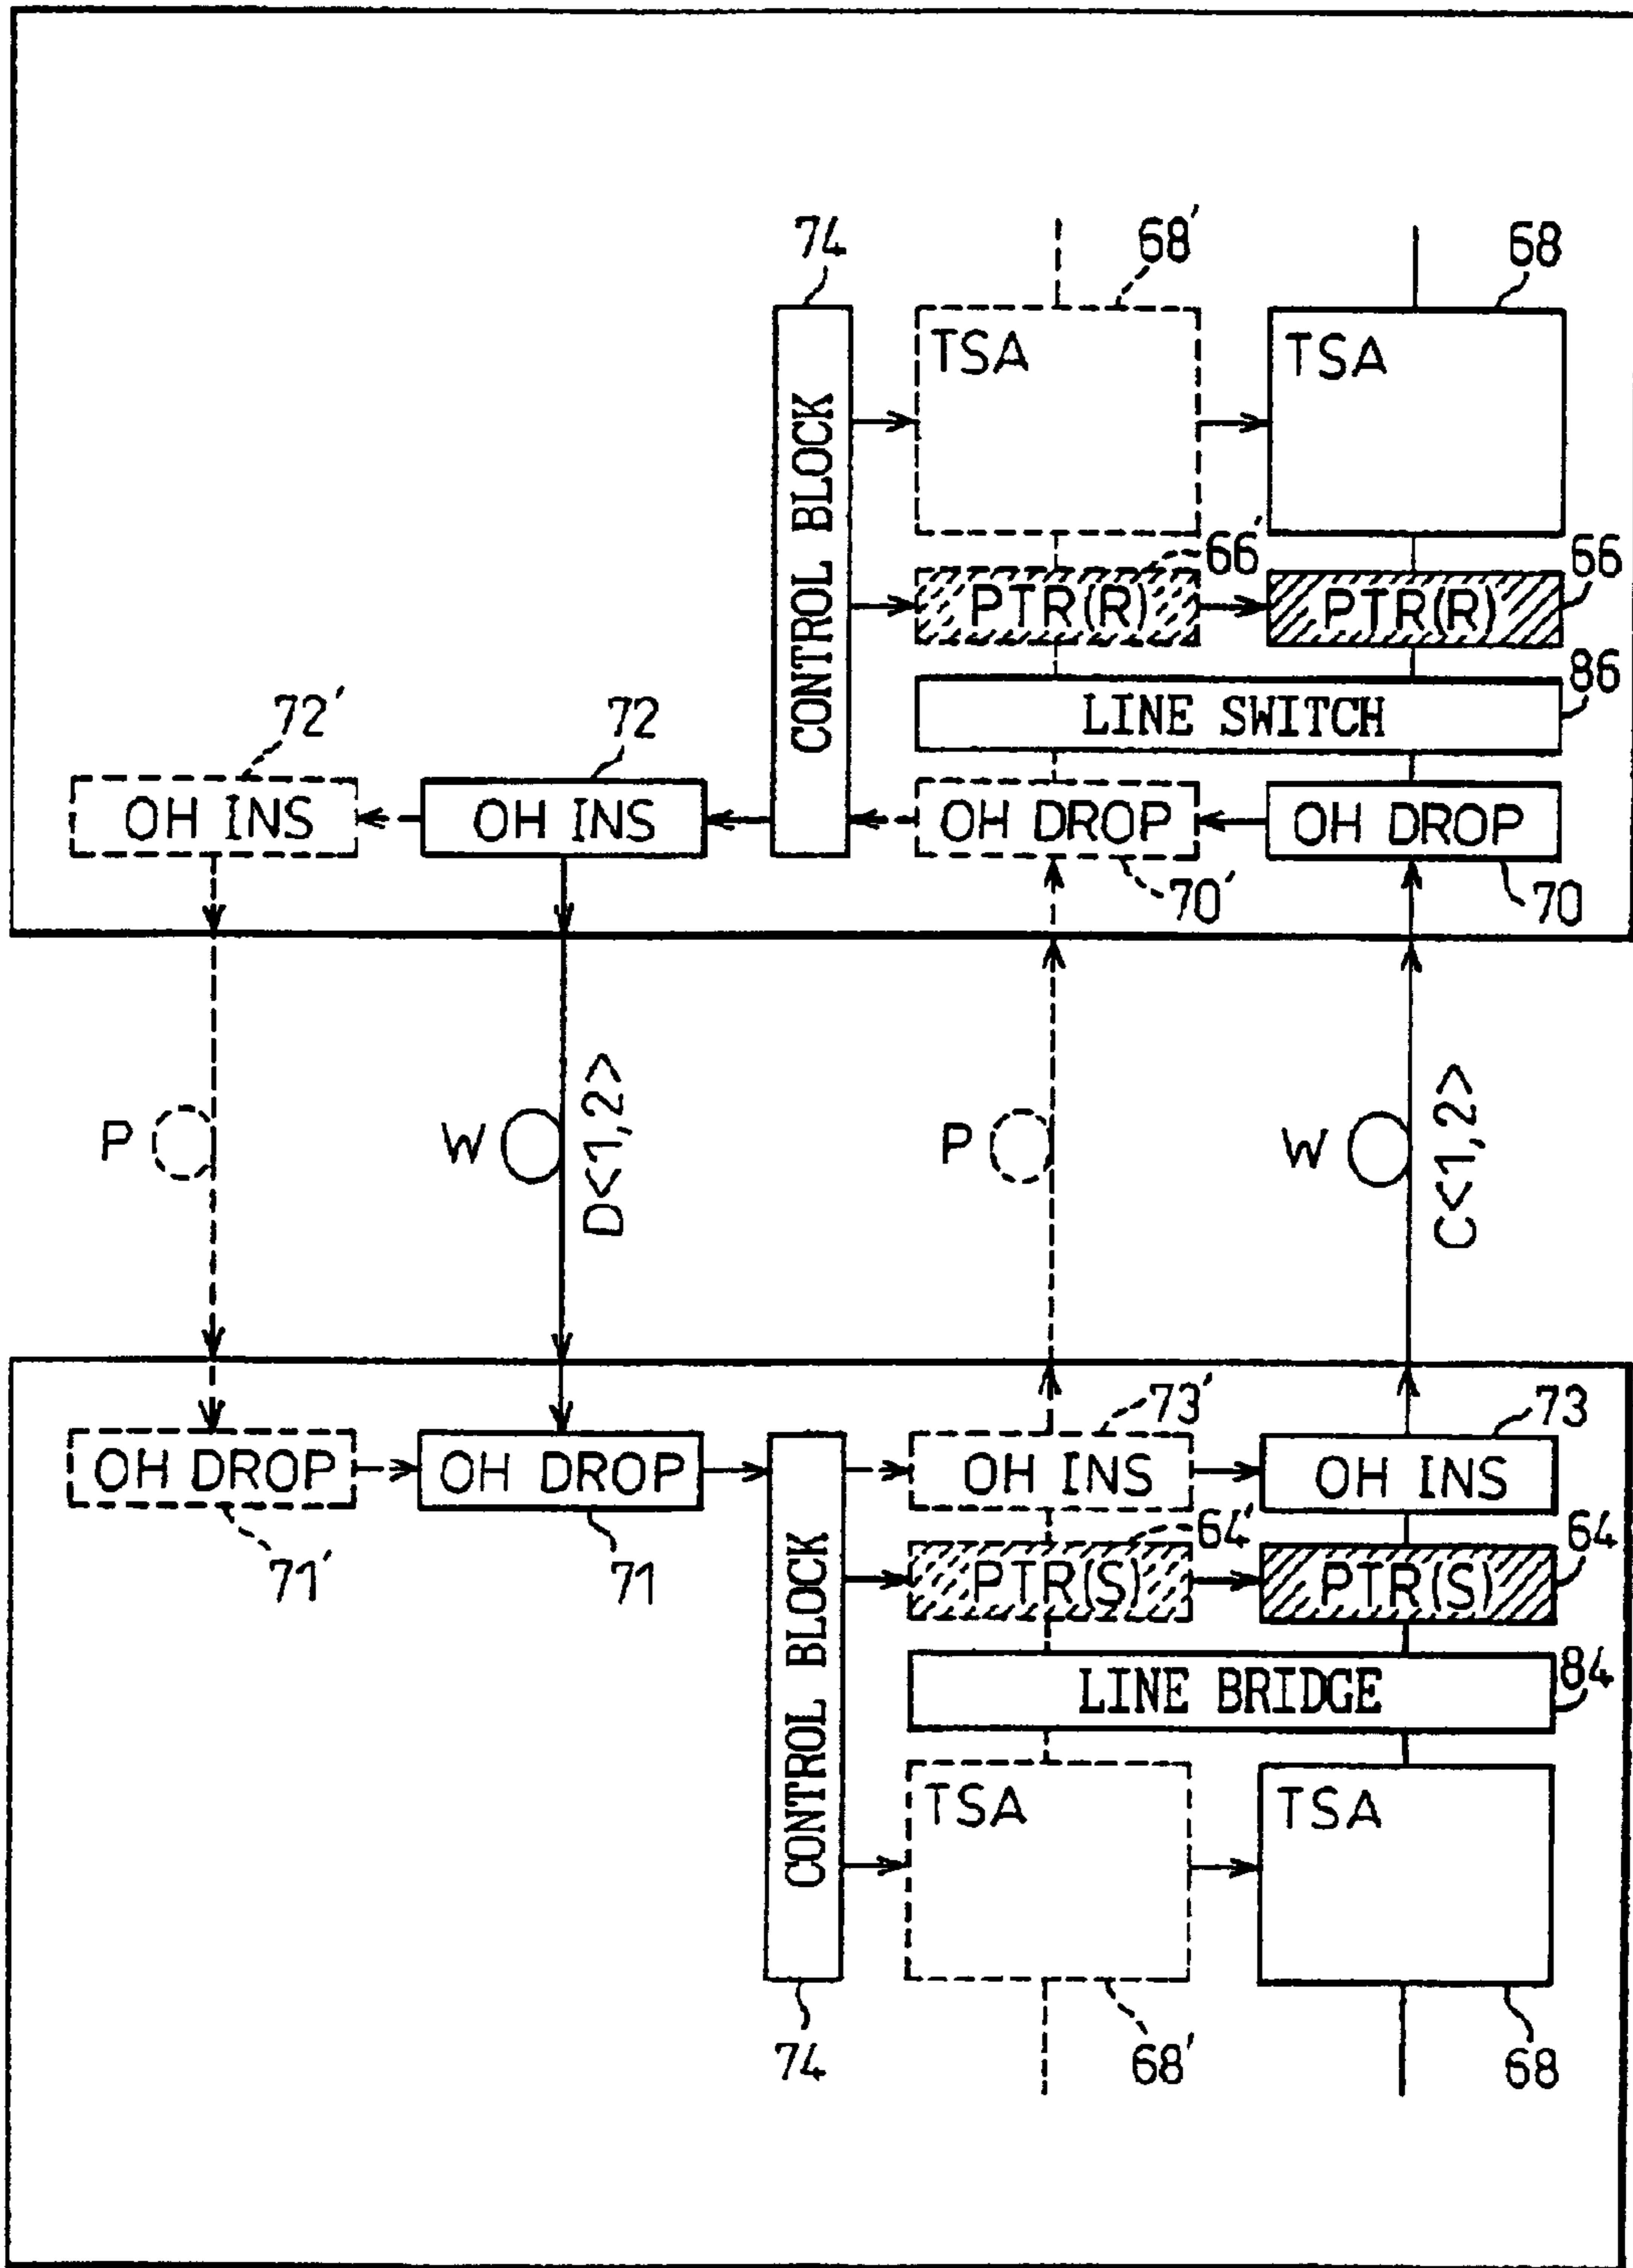 74
68'
68
CONTROL BLOCK
TSA
TSA
66'
66
PTR(R)
PTR(R)
86
LINE SWITCH
72'
72
OH INS
OH INS
OH DROP
OH DROP
70'
70
P
W
D<1,2>
P
W
C<1,2>
73'
73
OH DROP
OH DROP
OH INS
OH INS
71'
71
CONTROL BLOCK
64'
64
PTR(S)
PTR(S)
84
LINE BRIDGE
TSA
TSA
74
68'
68